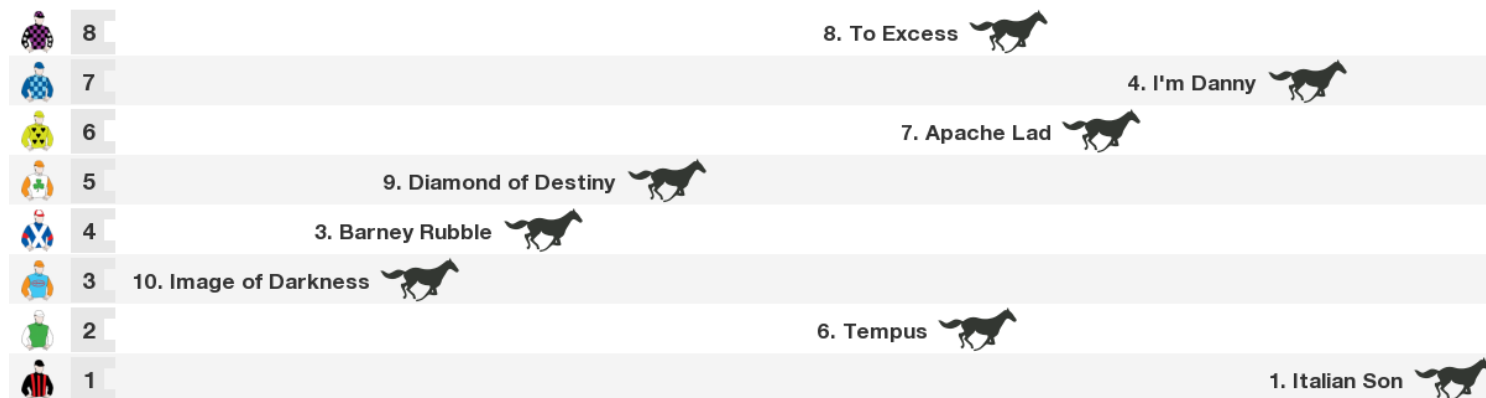 8 8. To Excess
7 4. I'm Danny
6 7. Apache Lad
5 9. Diamond of Destiny
4 3. Barney Rubble
3 10. Image of Darkness
2 6. Tempus
1 1. Italian Son